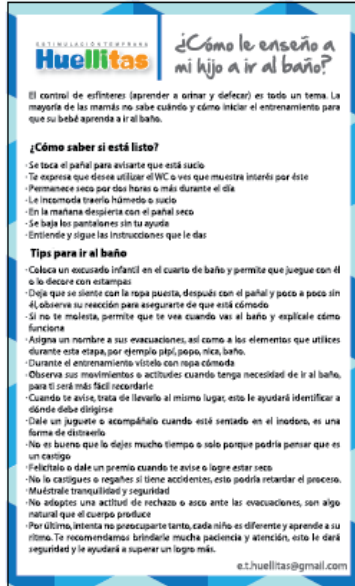 ESTIMULACIÓN TEMPRANA
Huellitas
¿Cómo le enseño a
mi hijo a ir al baño?
El control de esfínteres (aprender a orinar y defecar) es todo un tema. La
mayoría de las mamás no sabe cuándo y cómo iniciar el entrenamiento para
que su bebé aprenda a ir al baño.
¿Cómo saber si está listo?
·Se toca el pañal para avisarte que está sucio
·Te expresa que desea utilizar el WC o ves que muestra interés por éste
·Permanece seco por dos horas o más durante el día
·Le incomoda traerlo húmedo o sucio
·En la mañana despierta con el pañal seco
·Se baja los pantalones sin tu ayuda
·Entiende y sigue las instrucciones que le das
Tips para ir al baño
·Coloca un excusado infantil en el cuarto de baño y permite que juegue con él
o lo decore con estampas
·Deja que se siente con la ropa puesta, después con el pañal y poco a poco sin
él, observa su reacción para asegurarte de que está cómodo
·Si no te molesta, permite que te vea cuando vas al baño y explícale cómo
funciona
·Asigna un nombre a sus evacuaciones, así como a los elementos que utilices
durante esta etapa, por ejemplo pipí, popo, nica, baño.
·Durante el entrenamiento vístelo con ropa cómoda
·Observa sus movimientos o actitudes cuando tenga necesidad de ir al baño,
para ti será más fácil recordarle
·Cuando te avise, trata de llevarlo al mismo lugar, esto le ayudará identificar a
dónde debe dirigirse
·Dale un juguete o acompáñalo cuando esté sentado en el inodoro, es una
forma de distraerlo
·No es bueno que lo dejes mucho tiempo o solo porque podría pensar que es
un castigo
·Felicítalo o dale un premio cuando te avise o logre estar seco
·No lo castigues o regañes si tiene accidentes, esto podría retardar el proceso.
·Muéstrale tranquilidad y seguridad
·No adoptes una actitud de rechazo o asco ante las evacuaciones, son algo
natural que el cuerpo produce
·Por último, intenta no preocuparte tanto, cada niño es diferente y aprende a su
ritmo. Te recomendamos brindarle mucha paciencia y atención, esto le dará
seguridad y le ayudará a superar un logro más.
e.t.huellitas@gmail.com